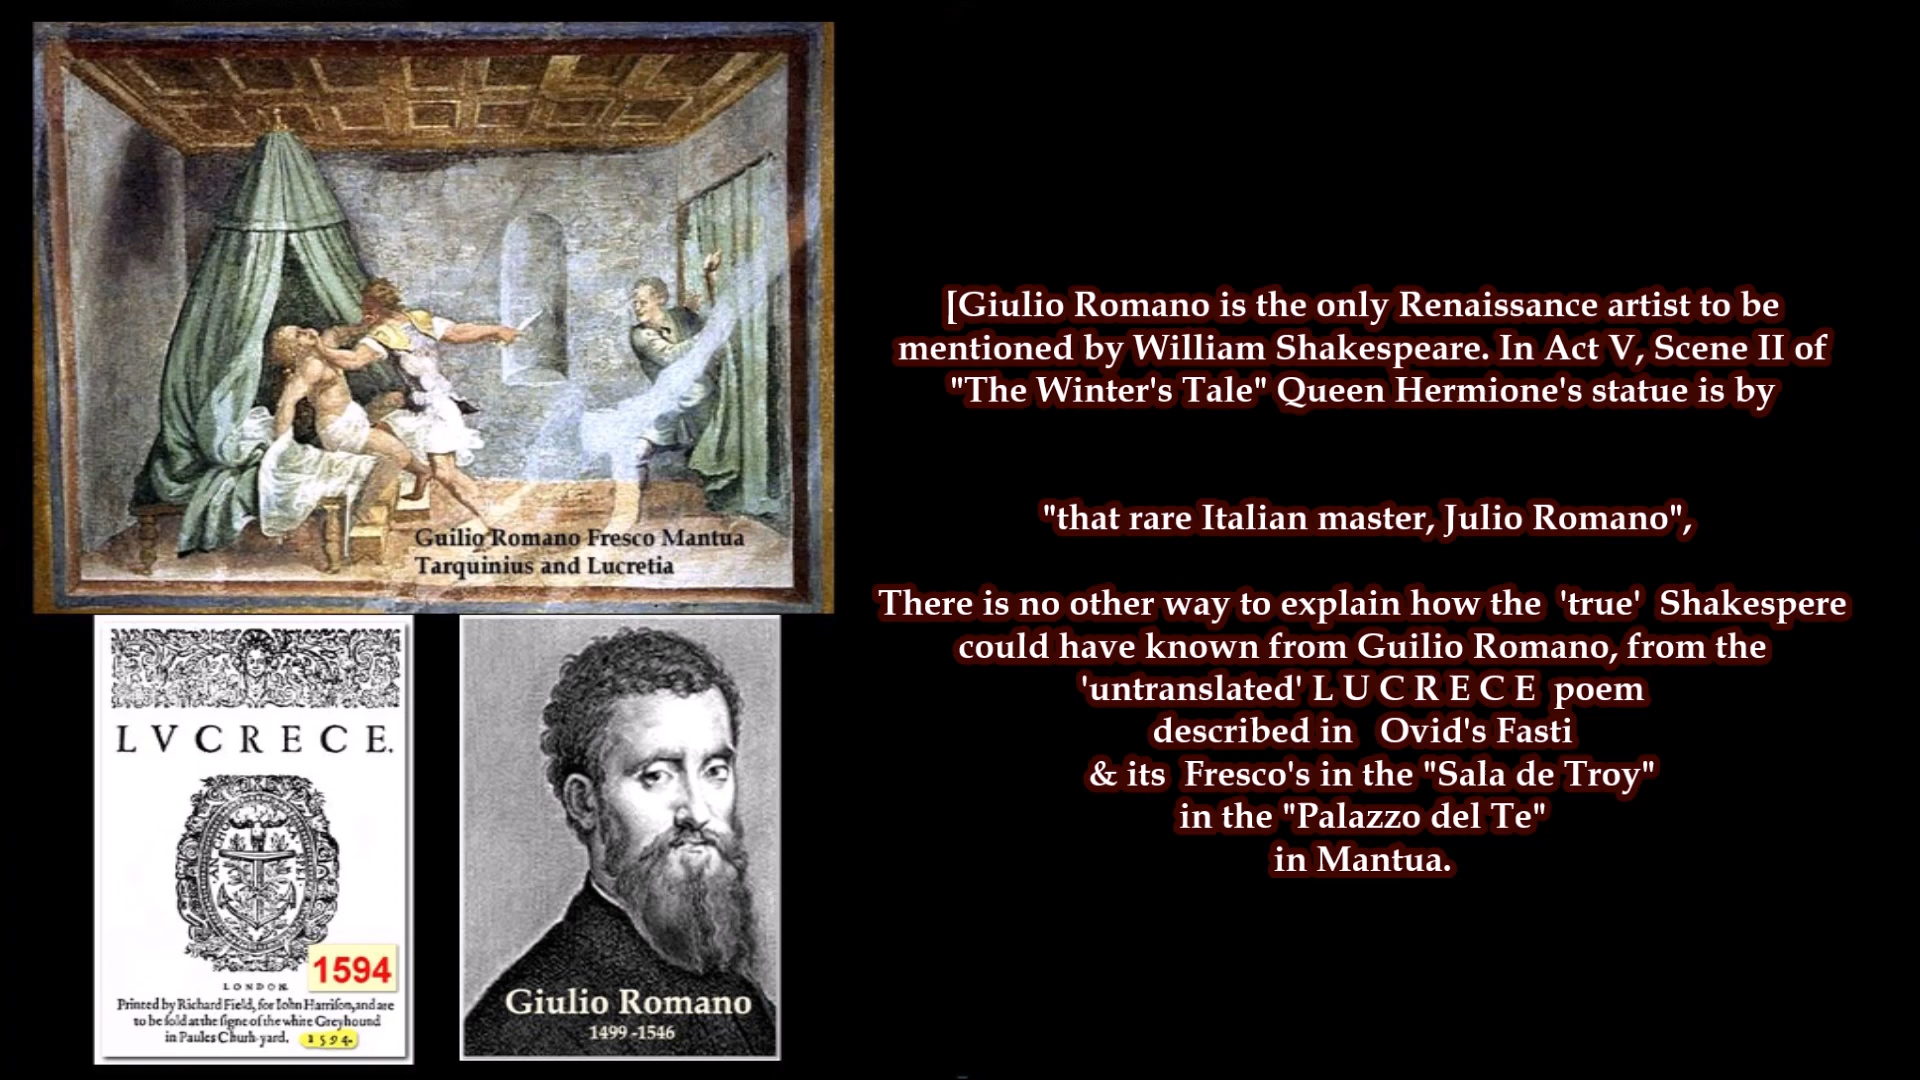 Guilio Romano Fresco Mantua
Tarquinius and Lucretia
LVCRECE.
ANCHORA SPEI
LONDON.
Printed by Richard Field, for Iohn Harrison, and are
to be sold at the signe of the white Greyhound
in Paules Churh-yard. 1594.
1594
Giulio Romano
1499 -1546
[Giulio Romano is the only Renaissance artist to be
mentioned by William Shakespeare. In Act V, Scene II of
"The Winter's Tale" Queen Hermione's statue is by
"that rare Italian master, Julio Romano",
There is no other way to explain how the 'true' Shakespere
could have known from Guilio Romano, from the
'untranslated' L U C R E C E poem
described in Ovid's Fasti
& its Fresco's in the "Sala de Troy"
in the "Palazzo del Te"
in Mantua.